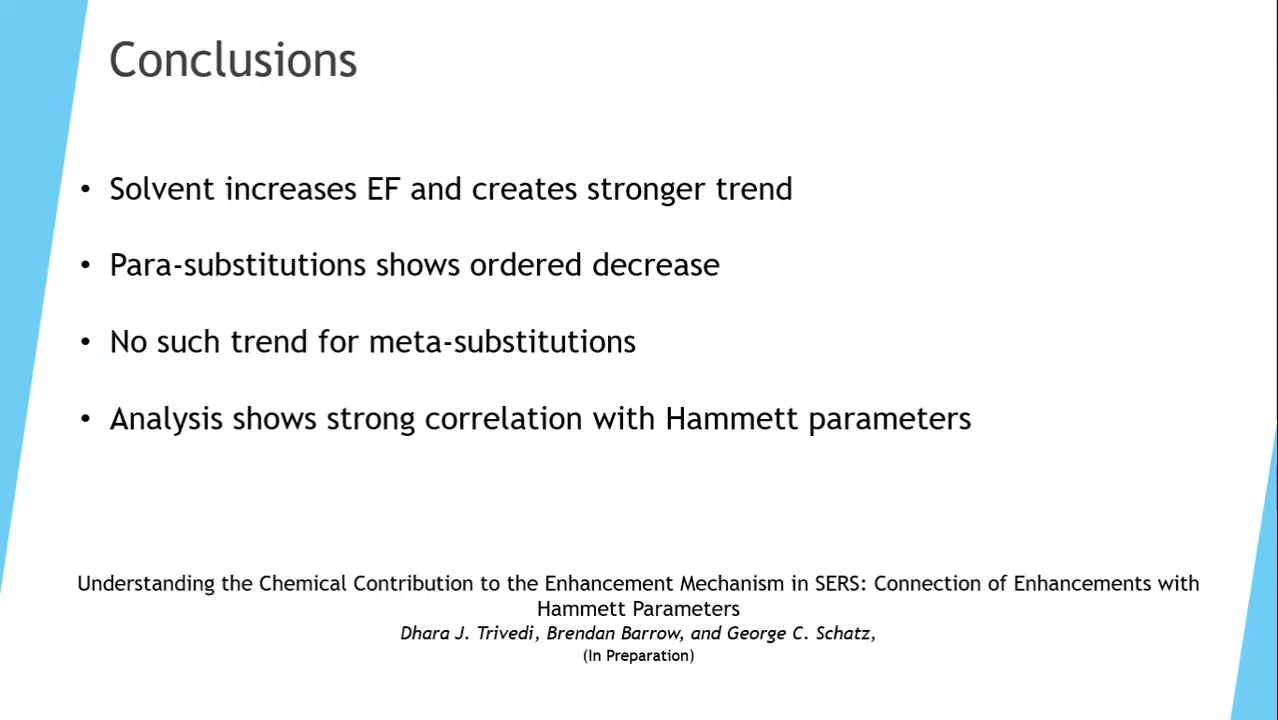 Conclusions
• Solvent increases EF and creates stronger trend
• Para-substitutions shows ordered decrease
• No such trend for meta-substitutions
• Analysis shows strong correlation with Hammett parameters
Understanding the Chemical Contribution to the Enhancement Mechanism in SERS: Connection of Enhancements with
Hammett Parameters
Dhara J. Trivedi, Brendan Barrow, and George C. Schatz,
(In Preparation)